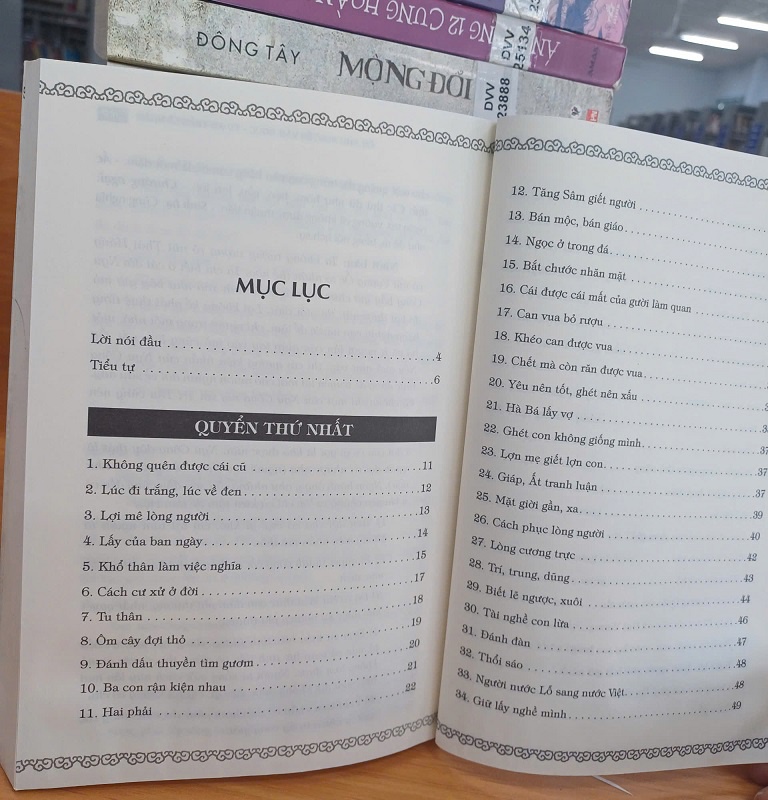 ĐÔNG TÂY
MỘNG ĐỜI
DVV
23888
DVV
25134
12 CUNG
MỤC LỤC
Lời nói đầu 4
Tiểu tự 6
QUYỂN THỨ NHẤT
1. Không quên được cái cũ 11
2. Lúc đi trắng, lúc về đen 12
3. Lợi mê lòng người 13
4. Lấy của ban ngày 14
5. Khổ thân làm việc nghĩa 15
6. Cách cư xử ở đời 17
7. Tu thân 18
8. Ôm cây đợi thỏ 19
9. Đánh dấu thuyền tìm gươm 20
10. Ba con rận kiện nhau 21
11. Hai phải 22
12. Tăng Sâm giết người
13. Bán mộc, bán giáo
14. Ngọc ở trong đá
15. Bắt chước nhăn mặt
16. Cái được cái mất của gười làm quan
17. Can vua bỏ rượu
18. Khéo can được vua
19. Chết mà còn răn được vua
20. Yêu nên tốt, ghét nên xấu
21. Hà Bá lấy vợ
22. Ghét con không giống mình 37
23. Lợn mẹ giết lợn con 37
24. Giáp, Ất tranh luận 37
25. Mặt giời gần, xa 39
26. Cách phục lòng người 40
27. Lòng cương trực 42
28. Trí, trung, dũng 43
29. Biết lẽ ngược, xuôi 44
30. Tài nghề con lừa 46
31. Đánh đàn 47
32. Thổi sáo 48
33. Người nước Lỗ sang nước Việt 48
34. Giữ lấy nghề mình 49